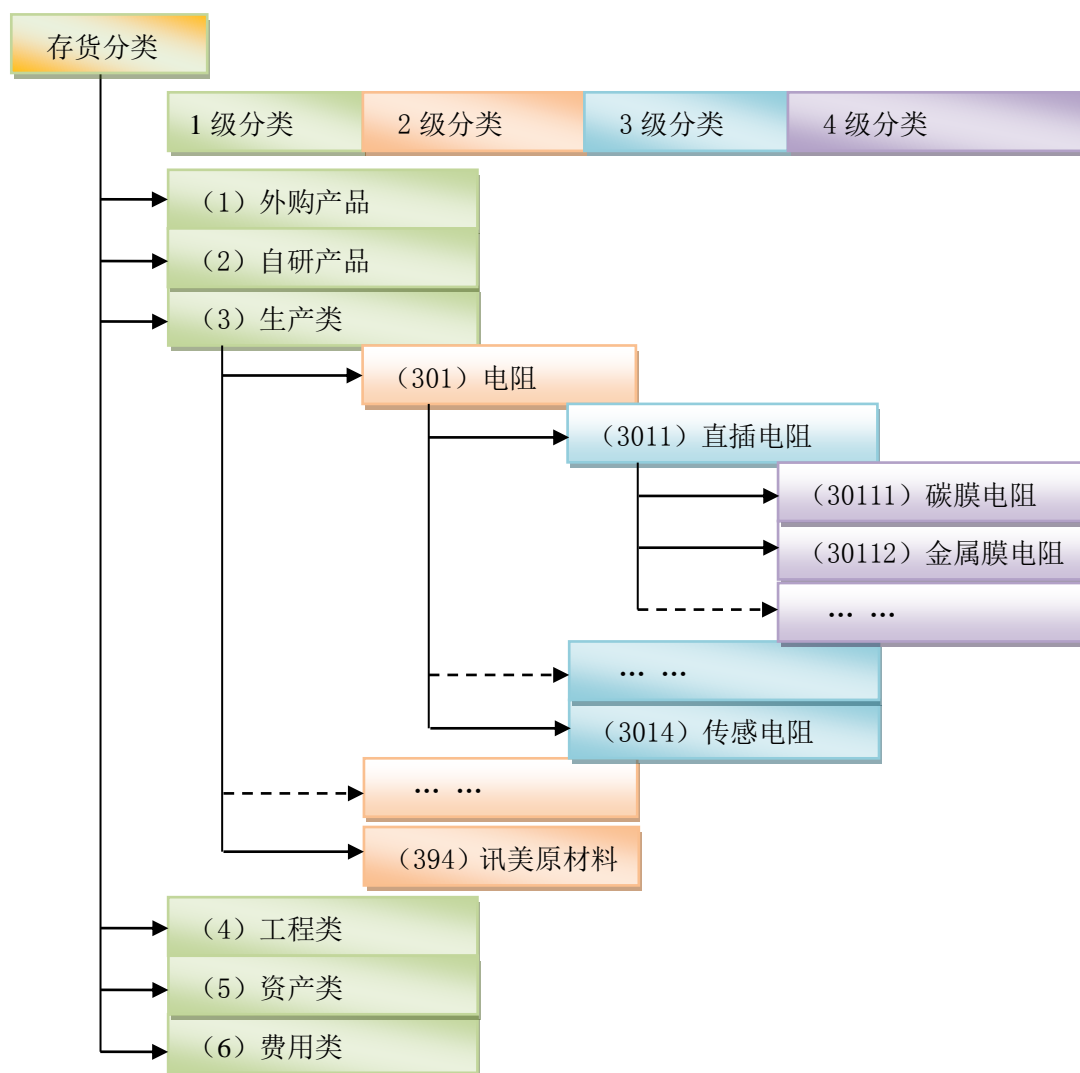 存货分类
1 级分类 2 级分类 3 级分类 4 级分类
（1）外购产品
（2）自研产品
（3）生产类
（301）电阻
（3011）直插电阻
（30111）碳膜电阻
（30112）金属膜电阻
… …
… …
（3014）传感电阻
… …
（394）讯美原材料
（4）工程类
（5）资产类
（6）费用类